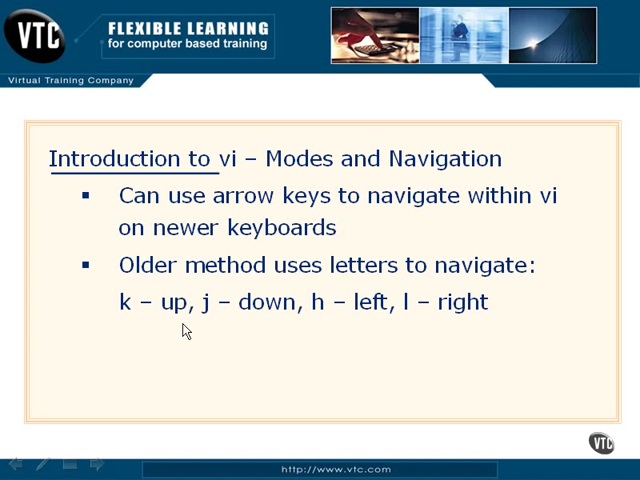 VTC
FLEXIBLE LEARNING
for computer based training
Virtual Training Company
Introduction to vi – Modes and Navigation
▪ Can use arrow keys to navigate within vi
on newer keyboards
▪ Older method uses letters to navigate:
k – up, j – down, h – left, l – right
VTC
http://www.vtc.com